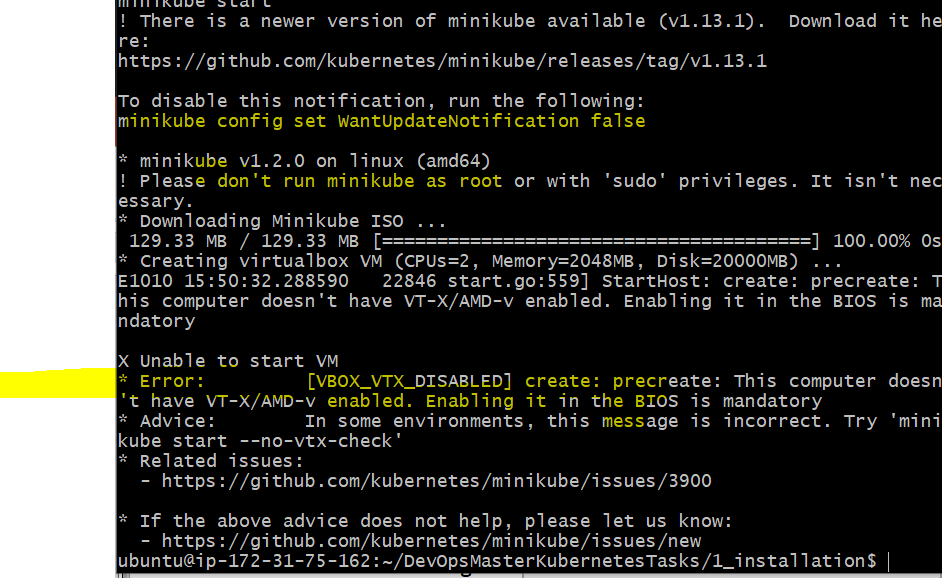 minikube start
! There is a newer version of minikube available (v1.13.1).  Download it he
re:
https://github.com/kubernetes/minikube/releases/tag/v1.13.1
To disable this notification, run the following:
minikube config set WantUpdateNotification false
* minikube v1.2.0 on linux (amd64)
! Please don't run minikube as root or with 'sudo' privileges. It isn't nec
essary.
* Downloading Minikube ISO ...
 129.33 MB / 129.33 MB [=======================================] 100.00% 0s
* Creating virtualbox VM (CPUs=2, Memory=2048MB, Disk=20000MB) ...
E1010 15:50:32.288590   22846 start.go:559] StartHost: create: precreate: T
his computer doesn't have VT-X/AMD-v enabled. Enabling it in the BIOS is ma
ndatory
X Unable to start VM
* Error:         [VBOX_VTX_DISABLED] create: precreate: This computer doesn
't have VT-X/AMD-v enabled. Enabling it in the BIOS is mandatory
* Advice:        In some environments, this message is incorrect. Try 'mini
kube start --no-vtx-check'
* Related issues:
  - https://github.com/kubernetes/minikube/issues/3900
* If the above advice does not help, please let us know:
  - https://github.com/kubernetes/minikube/issues/new
ubuntu@ip-172-31-75-162:~/DevOpsMasterKubernetesTasks/1_installation$